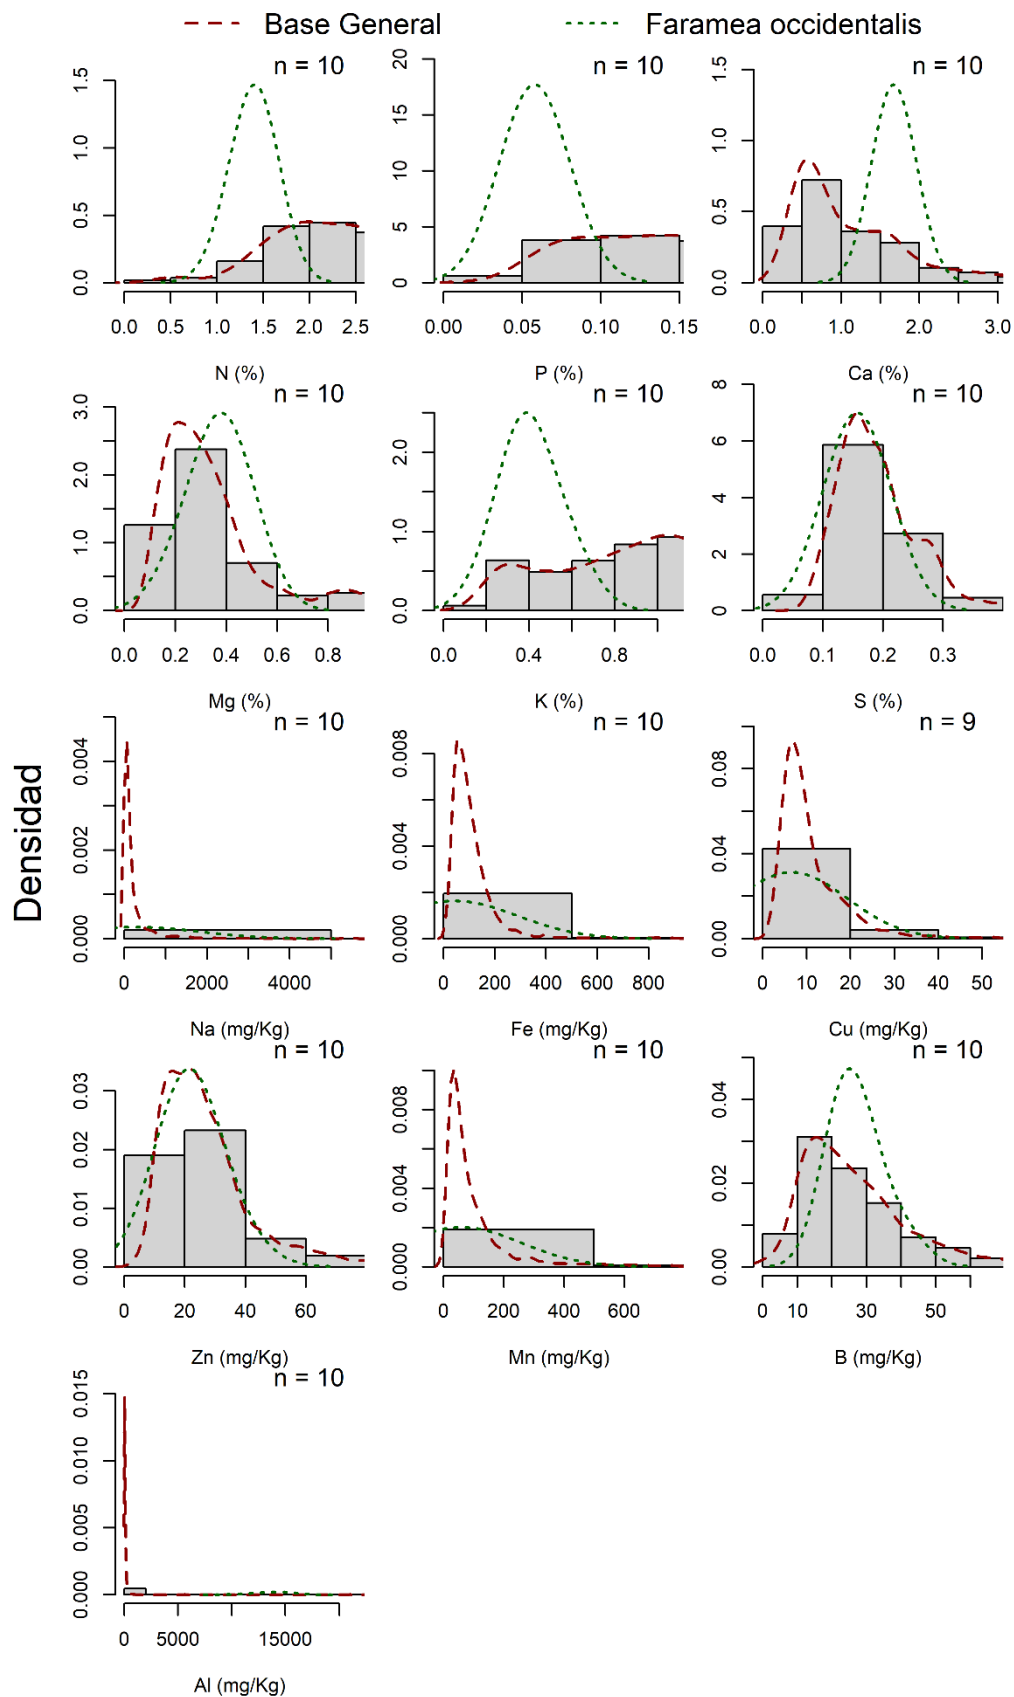 Base General Faramea occidentalis
n = 10 n = 10 n = 10
0.0 0.5 1.0 1.5
0 5 10 15 20
0.0 0.5 1.0 1.5
0.0 0.5 1.0 1.5 2.0 2.5
0.00 0.05 0.10 0.15
0.0 1.0 2.0 3.0
N (%) P (%) Ca (%)
n = 10 n = 10 n = 10
0.0 1.0 2.0 3.0
0.0 1.0 2.0
0 2 4 6 8
0.0 0.2 0.4 0.6 0.8
0.0 0.4 0.8
0.0 0.1 0.2 0.3
Mg (%) K (%) S (%)
Densidad
n = 10 n = 10 n = 9
0.000 0.002 0.004
0.000 0.004 0.008
0.00 0.04 0.08
0 2000 4000
0 200 400 600 800
0 10 20 30 40 50
Na (mg/Kg) Fe (mg/Kg) Cu (mg/Kg)
n = 10 n = 10 n = 10
0.00 0.01 0.02 0.03
0.000 0.004 0.008
0.00 0.02 0.04
0 20 40 60
0 200 400 600
0 10 30 50
Zn (mg/Kg) Mn (mg/Kg) B (mg/Kg)
n = 10
0.000 0.005 0.010 0.015
0 5000 15000
Al (mg/Kg)